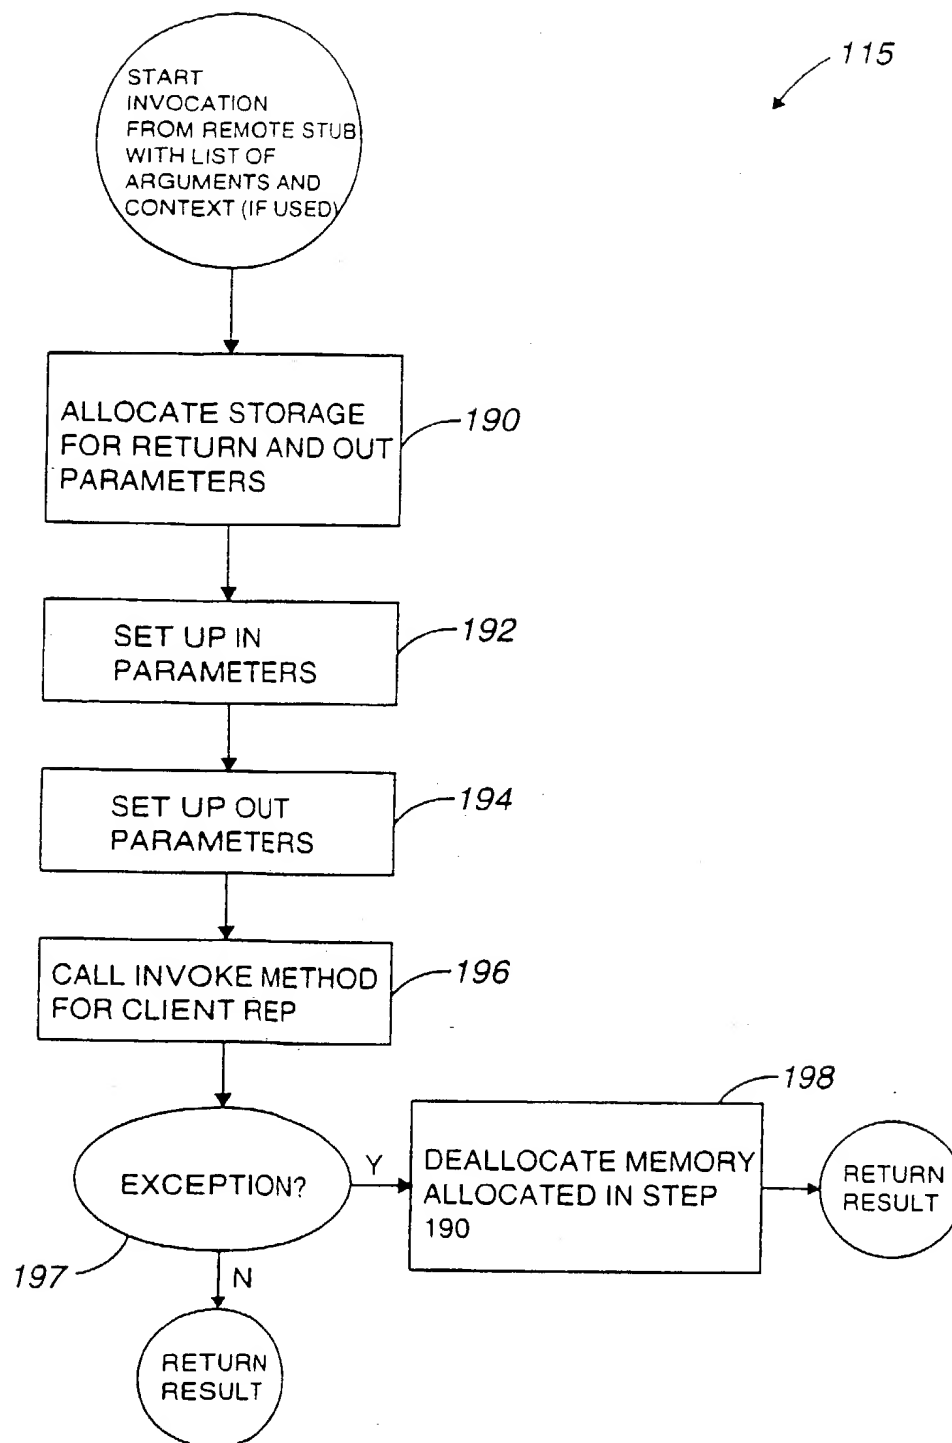 115
START
INVOCATION
FROM REMOTE STUB
WITH LIST OF
ARGUMENTS AND
CONTEXT (IF USED)
ALLOCATE STORAGE
FOR RETURN AND OUT
PARAMETERS
190
SET UP IN
PARAMETERS
192
SET UP OUT
PARAMETERS
194
CALL INVOKE METHOD
FOR CLIENT REP
196
EXCEPTION?
197
Y
DEALLOCATE MEMORY
ALLOCATED IN STEP
190
198
RETURN
RESULT
N
RETURN
RESULT